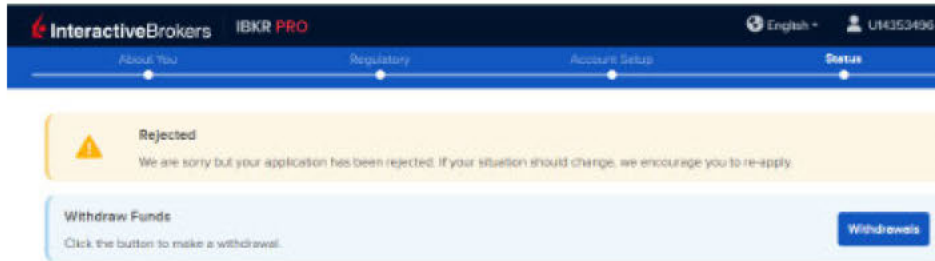 InteractiveBrokers IBKR PRO English U14353496
About You Regulatory Account Setup Status
Rejected
We are sorry but your application has been rejected. If your situation should change, we encourage you to re-apply.
Withdraw Funds
Click the button to make a withdrawal.
Withdrawals